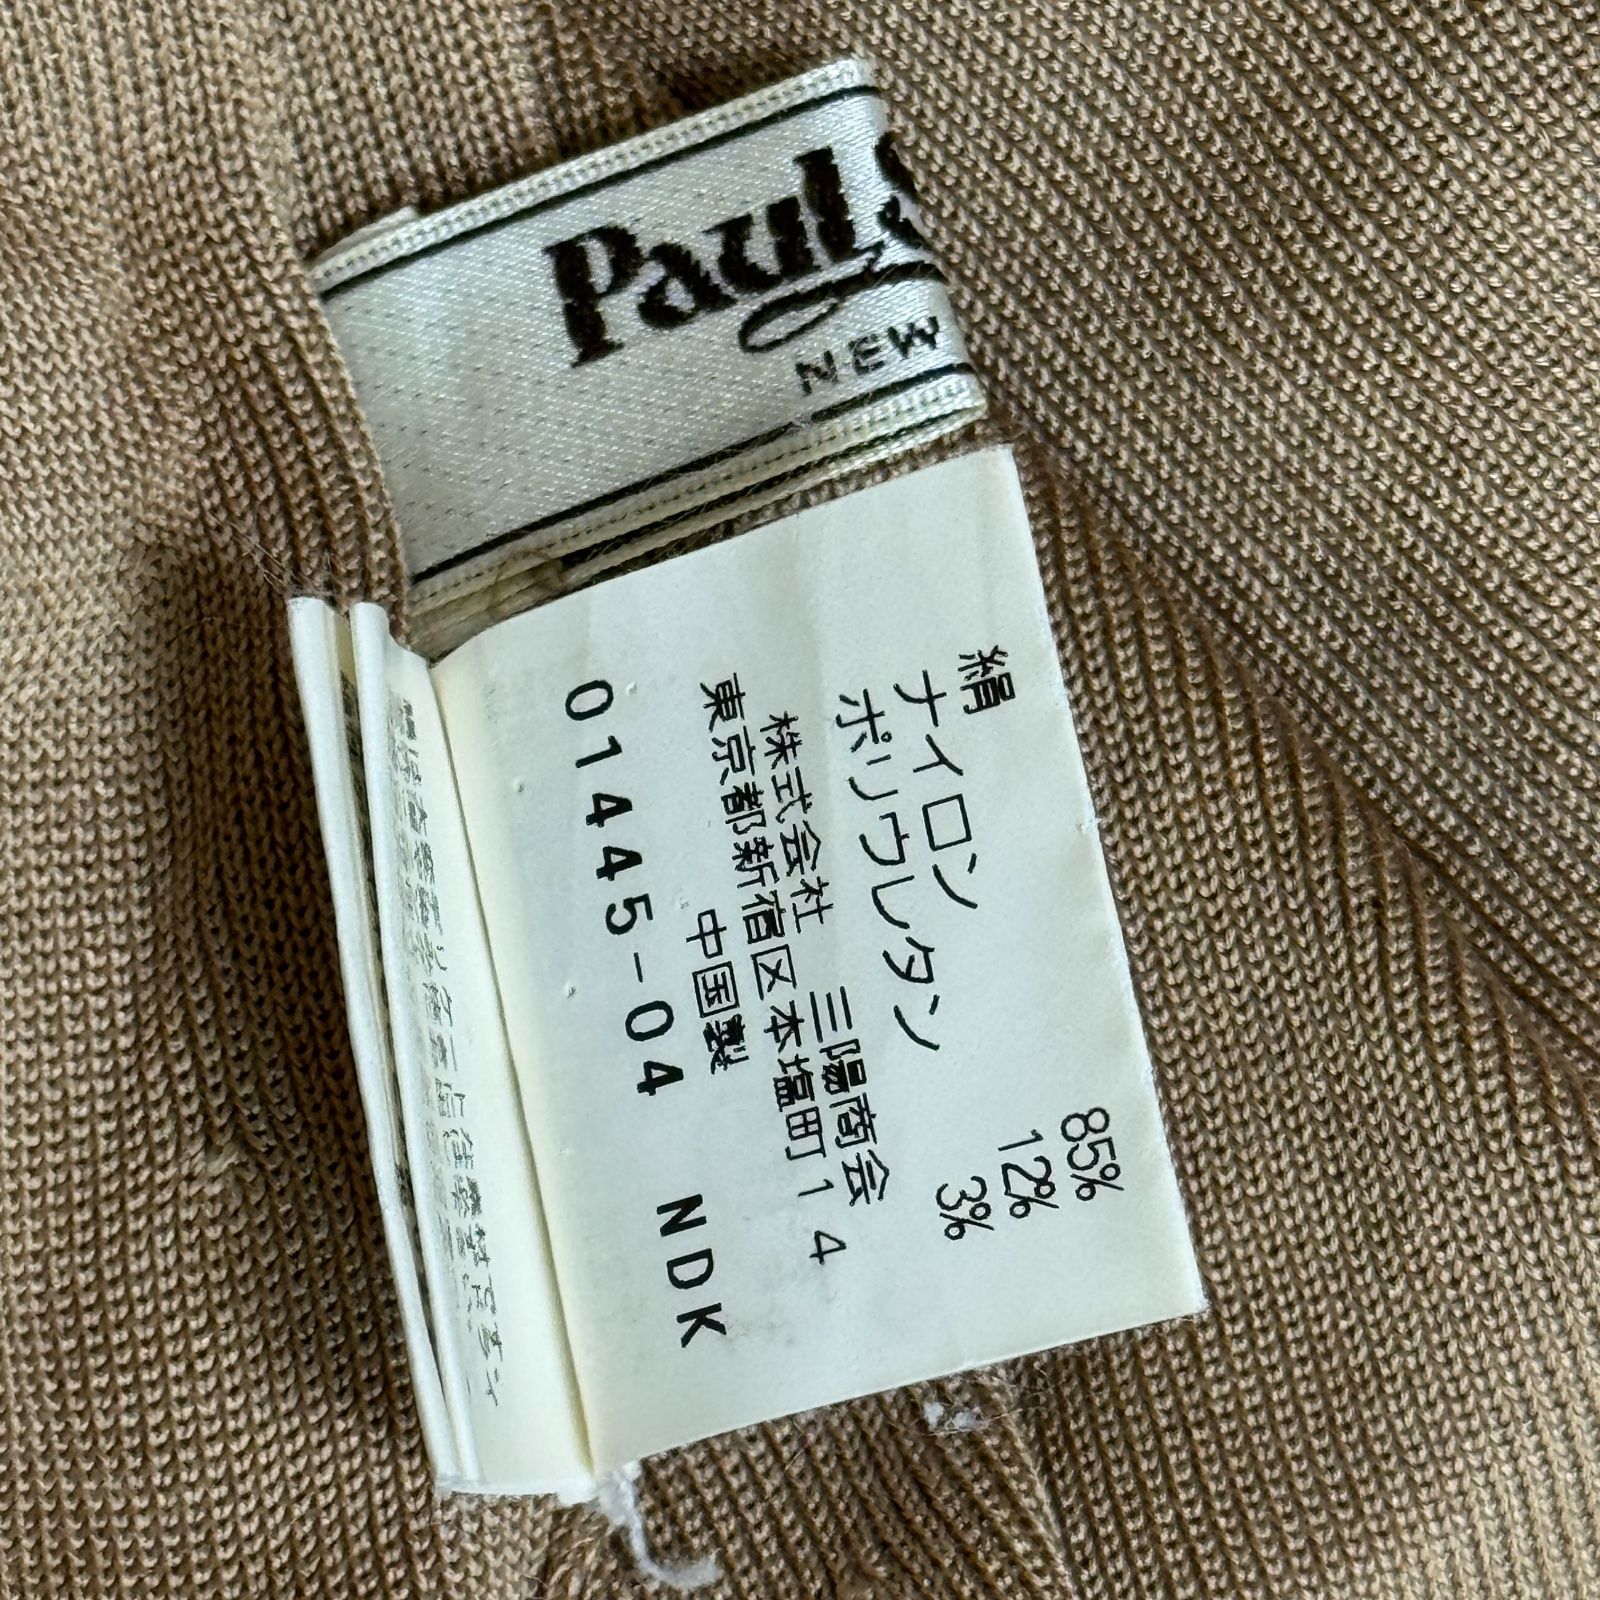 Paul S
NEW
絹 85%
ナイロン 12%
ポリウレタン 3%
株式会社 三陽商会
東京都新宿区本塩町14
中国製
01445-04 NDK